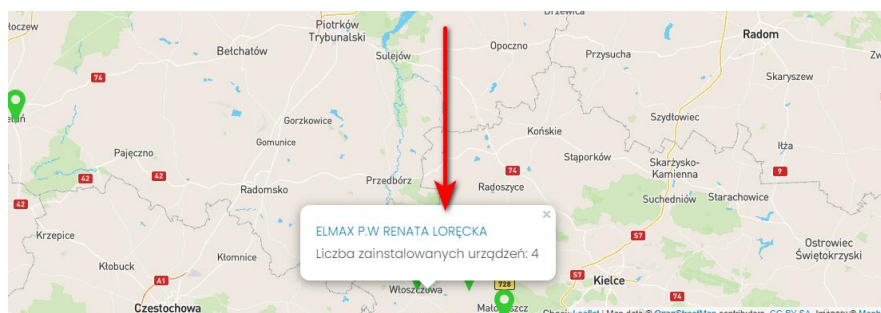 Drzewica
Piotrków
Trybunalski
Radom
Bełchatów
Sulejów
Opoczno
Przysucha
74
Skaryszew
Gorzkowice
Szydłowiec
Końskie
Gomunice
Iłża
Pajęczno
Stąporków
Skarżysko-
Kamienna
74
9
42
42
Przedbórz
Radoszyce
Radomsko
Suchedniów
Starachowice
42
×
ELMAX P.W RENATA LORĘCKA
Liczba zainstalowanych urządzeń: 4
Krzepice
57
Ostrowiec
Świętokrzyski
Kłobuck
Kłomnice
A1
57
Kielce
728
Włoszczowa
74
Częstochowa